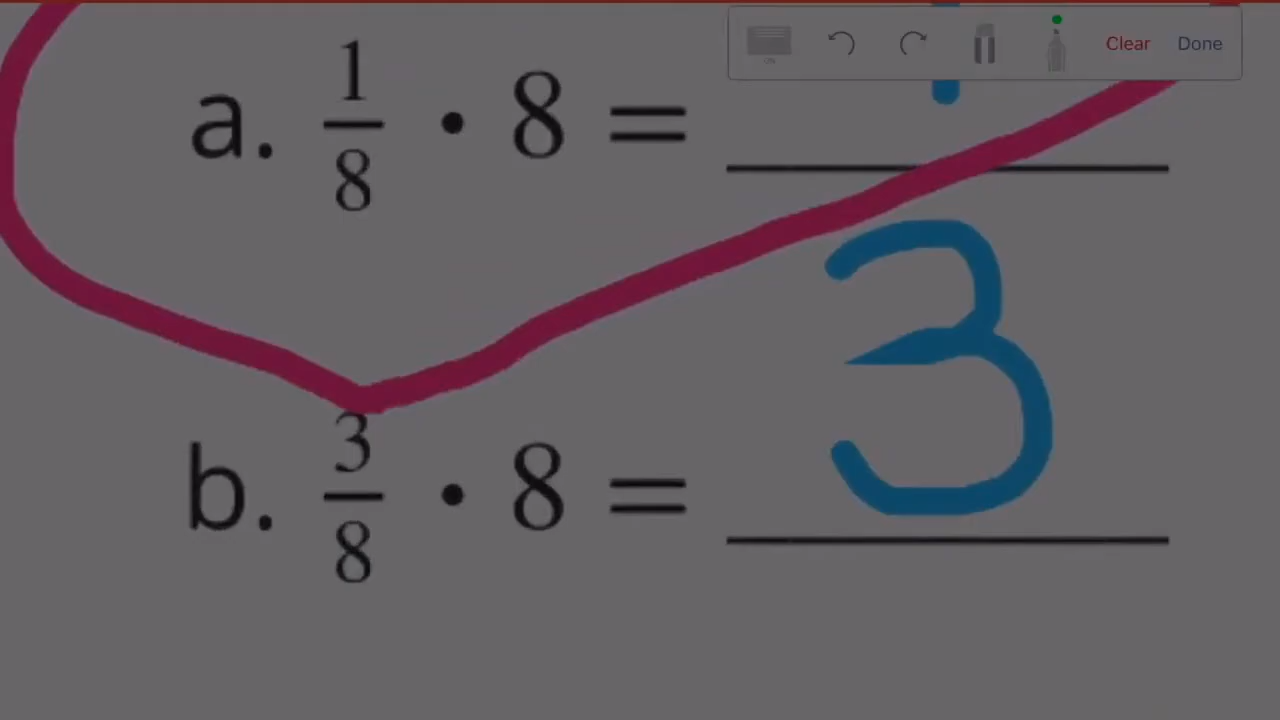 Clear Done
a. 1/8 • 8 =
b. 3/8 • 8 = 3